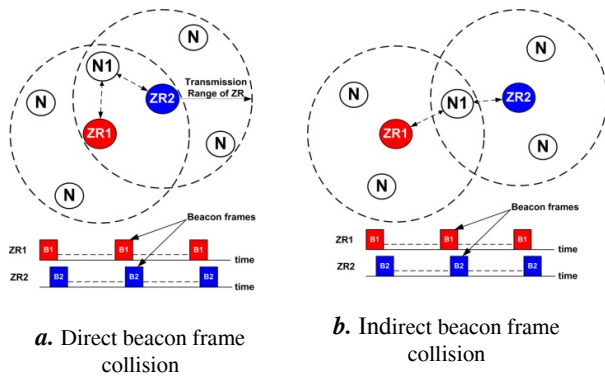 N
N1
N
Transmission
Range of ZR
ZR2
ZR1
N
N
Beacon frames
ZR1
B1
B1
B1
time
ZR2
B2
B2
B2
time
a. Direct beacon frame
collision
N
N
N1
ZR2
ZR1
N
N
Beacon frames
ZR1
B1
B1
B1
time
ZR2
B2
B2
B2
time
b. Indirect beacon frame
collision